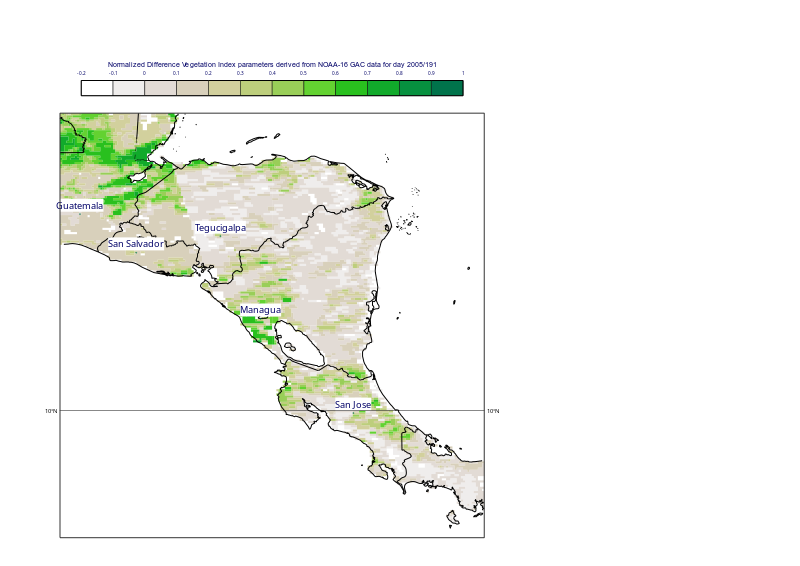 Normalized Difference Vegetation Index parameters derived from NOAA-16 GAC data for day 2005/191
-0.2 -0.1 0 0.1 0.2 0.3 0.4 0.5 0.6 0.7 0.8 0.9 1
Guatemala
Tegucigalpa
San Salvador
Managua
San Jose
10°N 10°N